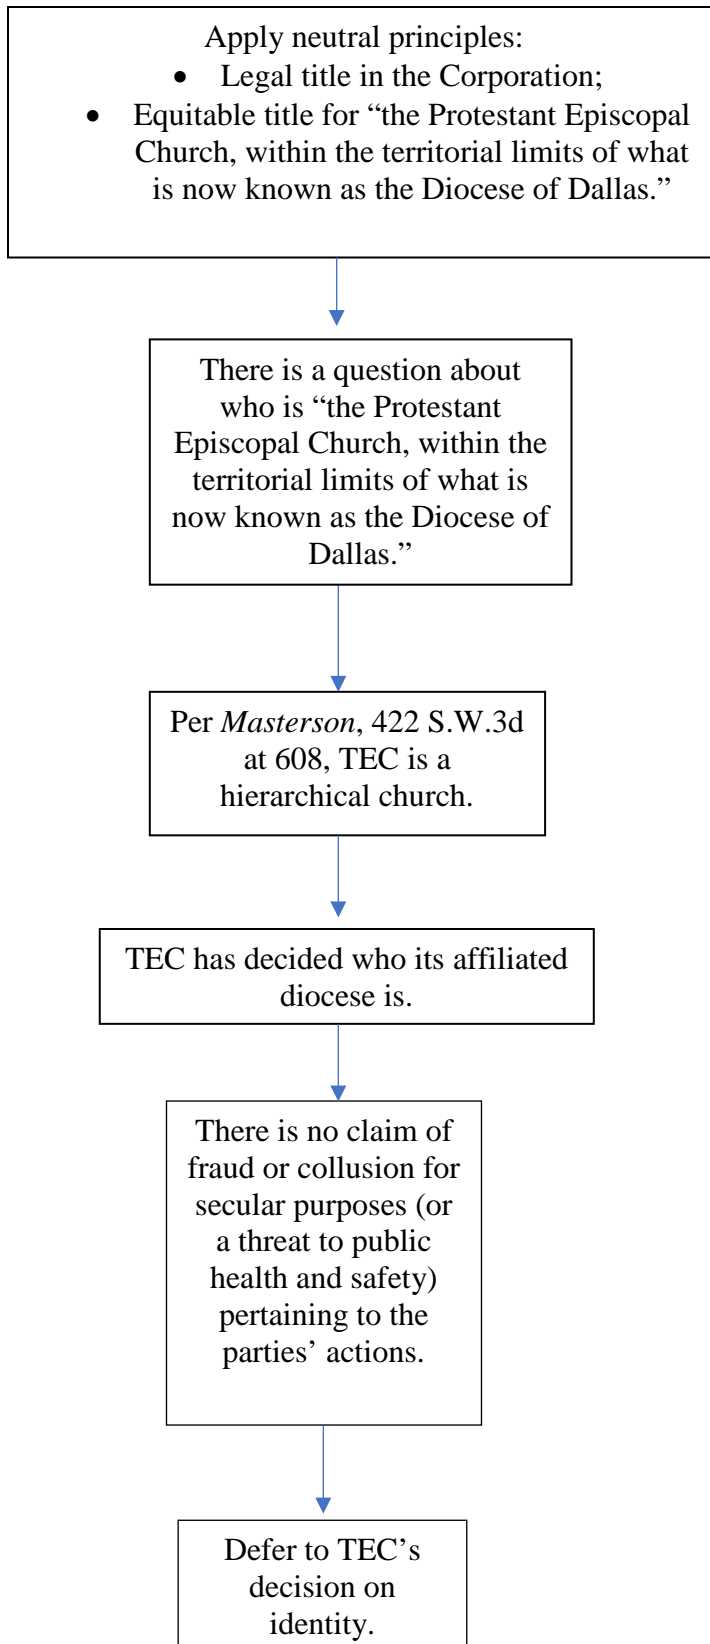 Apply neutral principles:
• Legal title in the Corporation;
• Equitable title for “the Protestant Episcopal
Church, within the territorial limits of what
is now known as the Diocese of Dallas.”
There is a question about
who is “the Protestant
Episcopal Church, within the
territorial limits of what is
now known as the Diocese of
Dallas.”
Per Masterson, 422 S.W.3d
at 608, TEC is a
hierarchical church.
TEC has decided who its affiliated
diocese is.
There is no claim of
fraud or collusion for
secular purposes (or
a threat to public
health and safety)
pertaining to the
parties’ actions.
Defer to TEC’s
decision on
identity.